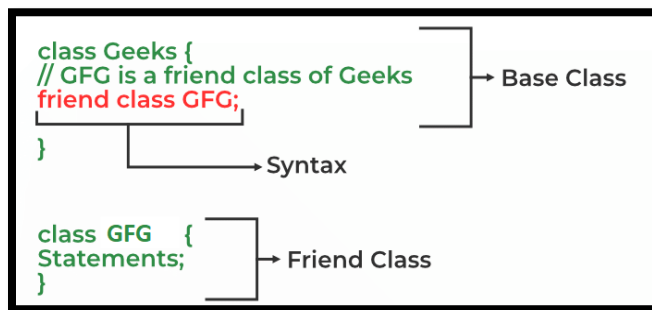 class Geeks {
// GFG is a friend class of Geeks
friend class GFG;
Base Class
}
Syntax
class GFG {
Statements;
}
Friend Class